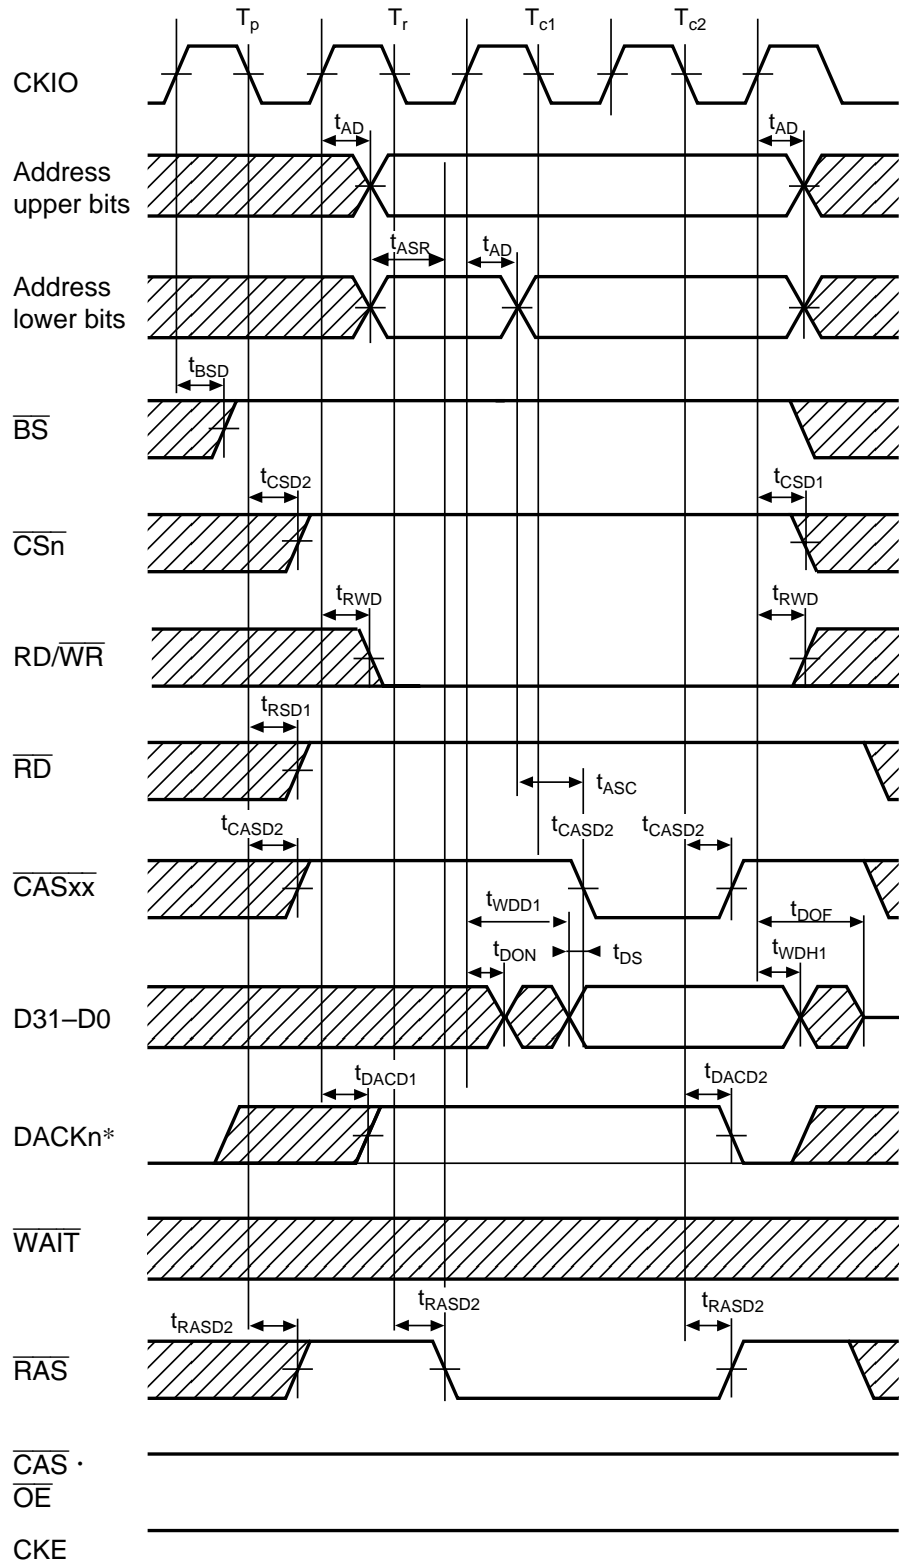 Tp Tr Tc1 Tc2
CKIO
tAD tAD
Address
upper bits
tASR tAD
Address
lower bits
tBSD
BS
tCSD2 tCSD1
CSn
tRWD tRWD
RD/WR
tRSD1
RD
tASC
tCASD2 tCASD2 tCASD2
CASxx
tWDD1 tDOF
tDON tDS tWDH1
D31–D0
tDACD1 tDACD2
DACKn*
WAIT
tRASD2 tRASD2 tRASD2
RAS
CAS ·
OE
CKE